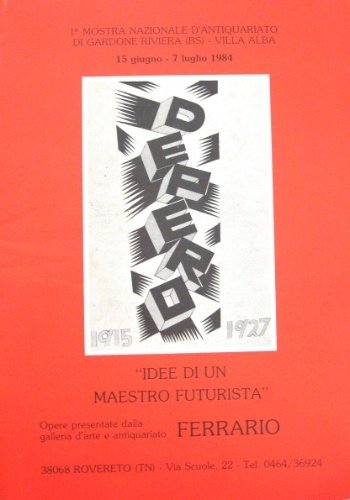 1ª MOSTRA NAZIONALE D'ANTIQUARIATO
DI GARDONE RIVIERA (BS) - VILLA ALBA
15 giugno - 7 luglio 1984
DEPERO
1915 1927
"IDEE DI UN
MAESTRO FUTURISTA"
Opere presentate dalla
galleria d'arte e antiquariato FERRARIO
38068 ROVERETO (TN) - Via Scuole, 22 - Tel. 0464/36924